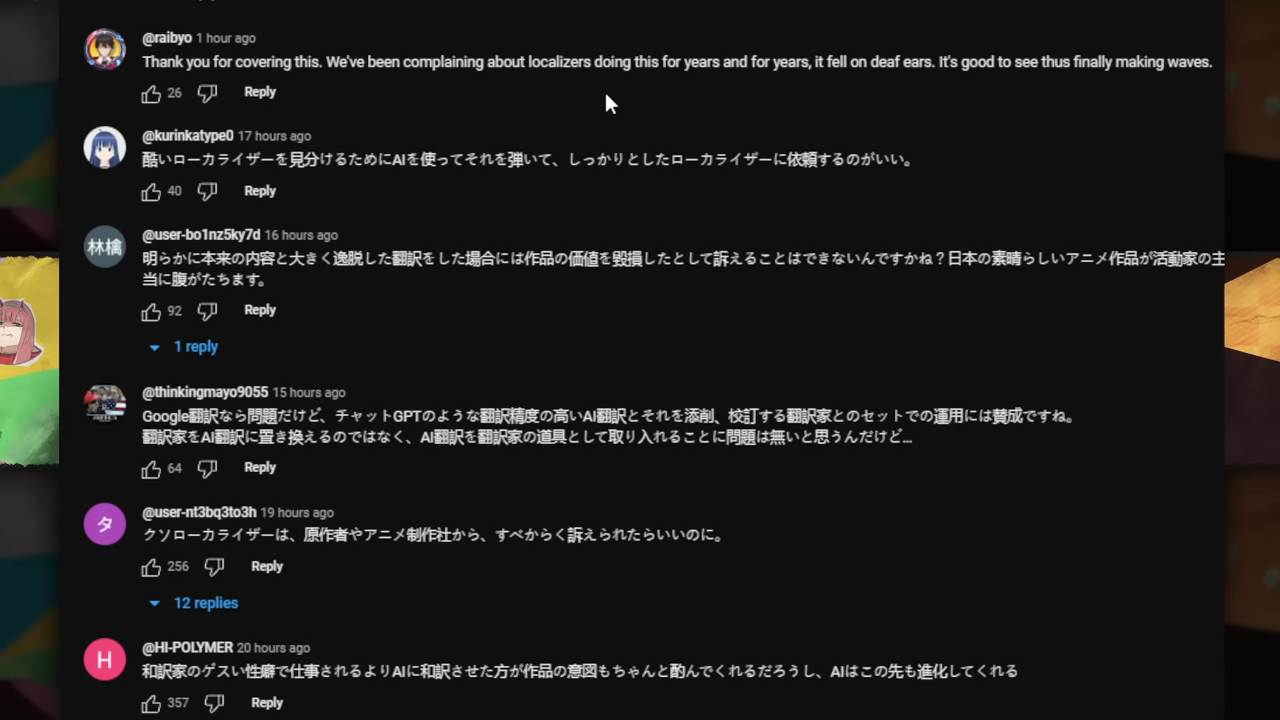 @raibyo 1 hour ago
Thank you for covering this. We've been complaining about localizers doing this for years and for years, it fell on deaf ears. It's good to see thus finally making waves.
26 Reply
@kurinkatype0 17 hours ago
酷いローカライザーを見分けるためにAIを使ってそれを弾いて、しっかりとしたローカライザーに依頼するのがいい。
40 Reply
林檎
@user-bo1nz5ky7d 16 hours ago
明らかに本来の内容と大きく逸脱した翻訳をした場合には作品の価値を毀損したとして訴えることはできないんですかね？日本の素晴らしいアニメ作品が活動家の主
当に腹がたちます。
92 Reply
1 reply
@thinkingmayo9055 15 hours ago
Google翻訳なら問題だけど、チャットGPTのような翻訳精度の高いAI翻訳とそれを添削、校訂する翻訳家とのセットでの運用には賛成ですね。
翻訳家をAI翻訳に置き換えるのではなく、AI翻訳を翻訳家の道具として取り入れることに問題は無いと思うんだけど...
64 Reply
タ
@user-nt3bq3to3h 19 hours ago
クソローカライザーは、原作者やアニメ制作社から、すべからく訴えられたらいいのに。
256 Reply
12 replies
H
@HI-POLYMER 20 hours ago
和訳家のゲスい性癖で仕事されるよりAIに和訳させた方が作品の意図もちゃんと酌んでくれるだろうし、AIはこの先も進化してくれる
357 Reply